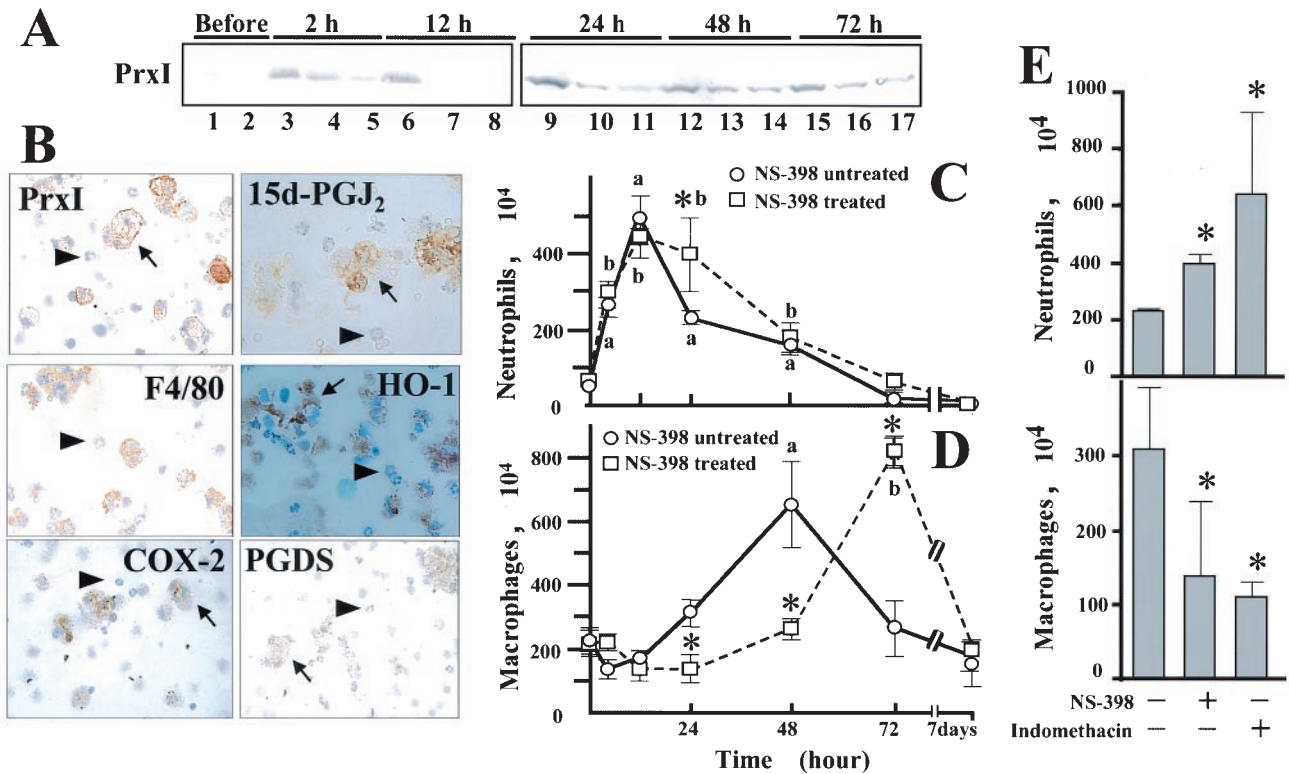 A
Before 2 h 12 h 24 h 48 h 72 h
PrxI
1 2 3 4 5 6 7 8 9 10 11 12 13 14 15 16 17
B
PrxI 15d-PGJ2
F4/80 HO-1
COX-2 PGDS
C
NS-398 untreated
NS-398 treated
Neutrophils, 10⁴
400
200
0
a
* b
b
b
a
a
b
a
D
NS-398 untreated
NS-398 treated
Macrophages, 10⁴
800
600
400
200
0
a
*
b
*
*
24 48 72 7days
Time (hour)
E
Neutrophils, 10⁴
1000
800
600
400
200
0
*
*
Macrophages, 10⁴
300
200
100
0
*
*
NS-398 – + –
Indomethacin – – +